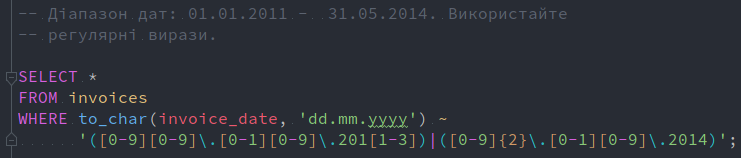 -- Діапазон дат: 01.01.2011 - 31.05.2014. Використайте
-- регулярні вирази.
SELECT *
FROM invoices
WHERE to_char(invoice_date, 'dd.mm.yyyy') ~
'([0-9][0-9]\.[0-1][0-9]\.201[1-3])|([0-9]{2}\.[0-1][0-9]\.2014)';